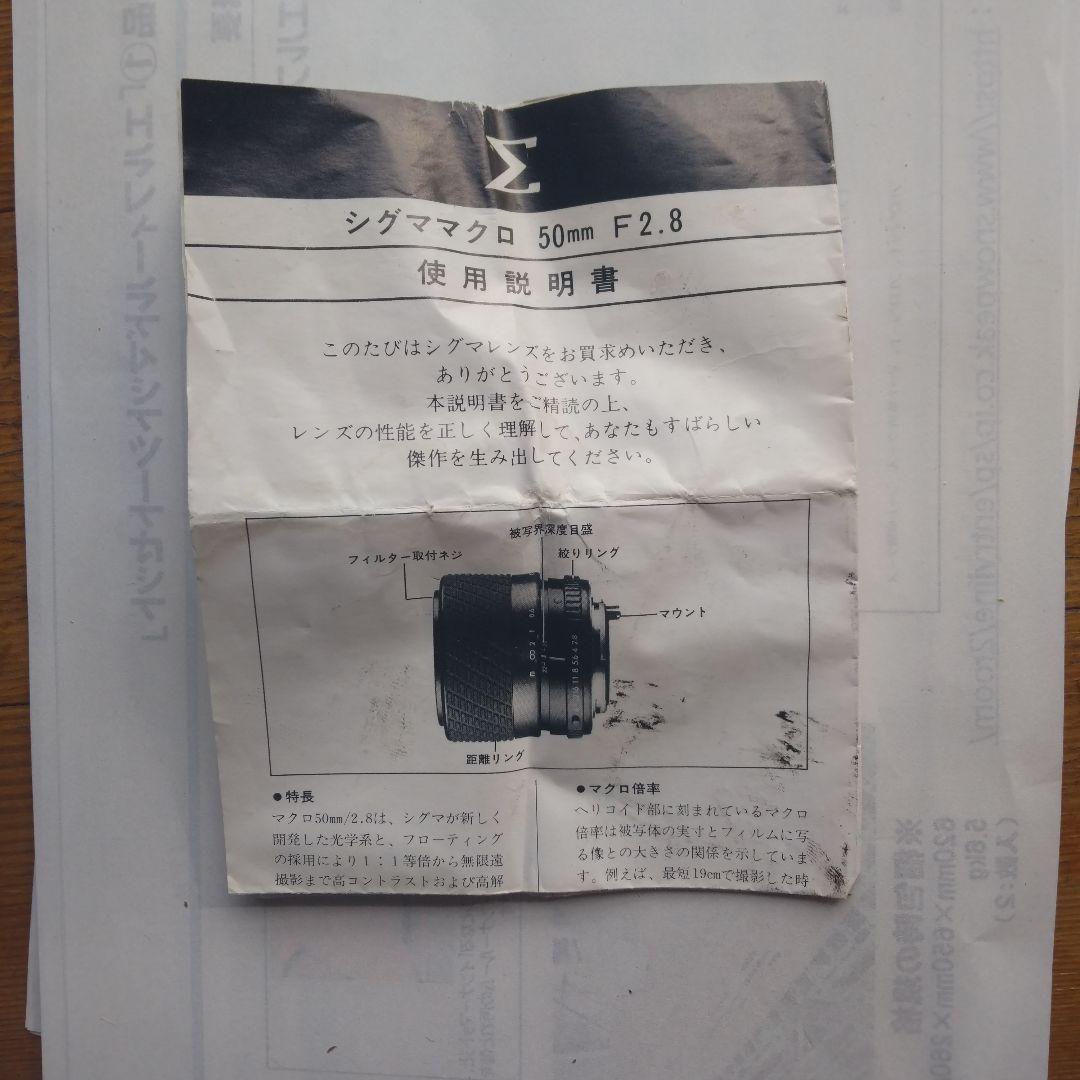 Σ
シグママクロ 50mm F2.8
使用説明書
このたびはシグマレンズをお買求めいただき、
ありがとうございます。
本説明書をご精読の上、
レンズの性能を正しく理解して、あなたもすばらしい
傑作を生み出してください。
被写界深度目盛
フィルター取付ネジ
絞りリング
マウント
距離リング
●特長
マクロ50mm/2.8は、シグマが新しく
開発した光学系と、フローティング
の採用により1:1等倍から無限遠
撮影まで高コントラストおよび高解
●マクロ倍率
ヘリコイド部に刻まれているマクロ
倍率は被写体の実寸とフィルムに写
る像との大きさの関係を示していま
す。例えば、最短19cmで撮影した時